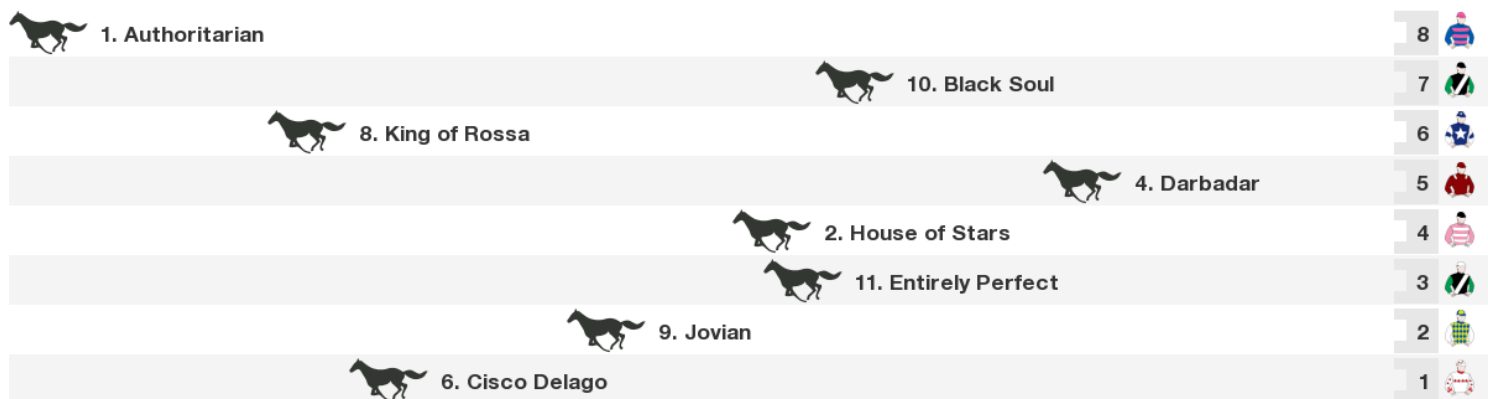 1. Authoritarian 8
10. Black Soul 7
8. King of Rossa 6
4. Darbadar 5
2. House of Stars 4
11. Entirely Perfect 3
9. Jovian 2
6. Cisco Delago 1